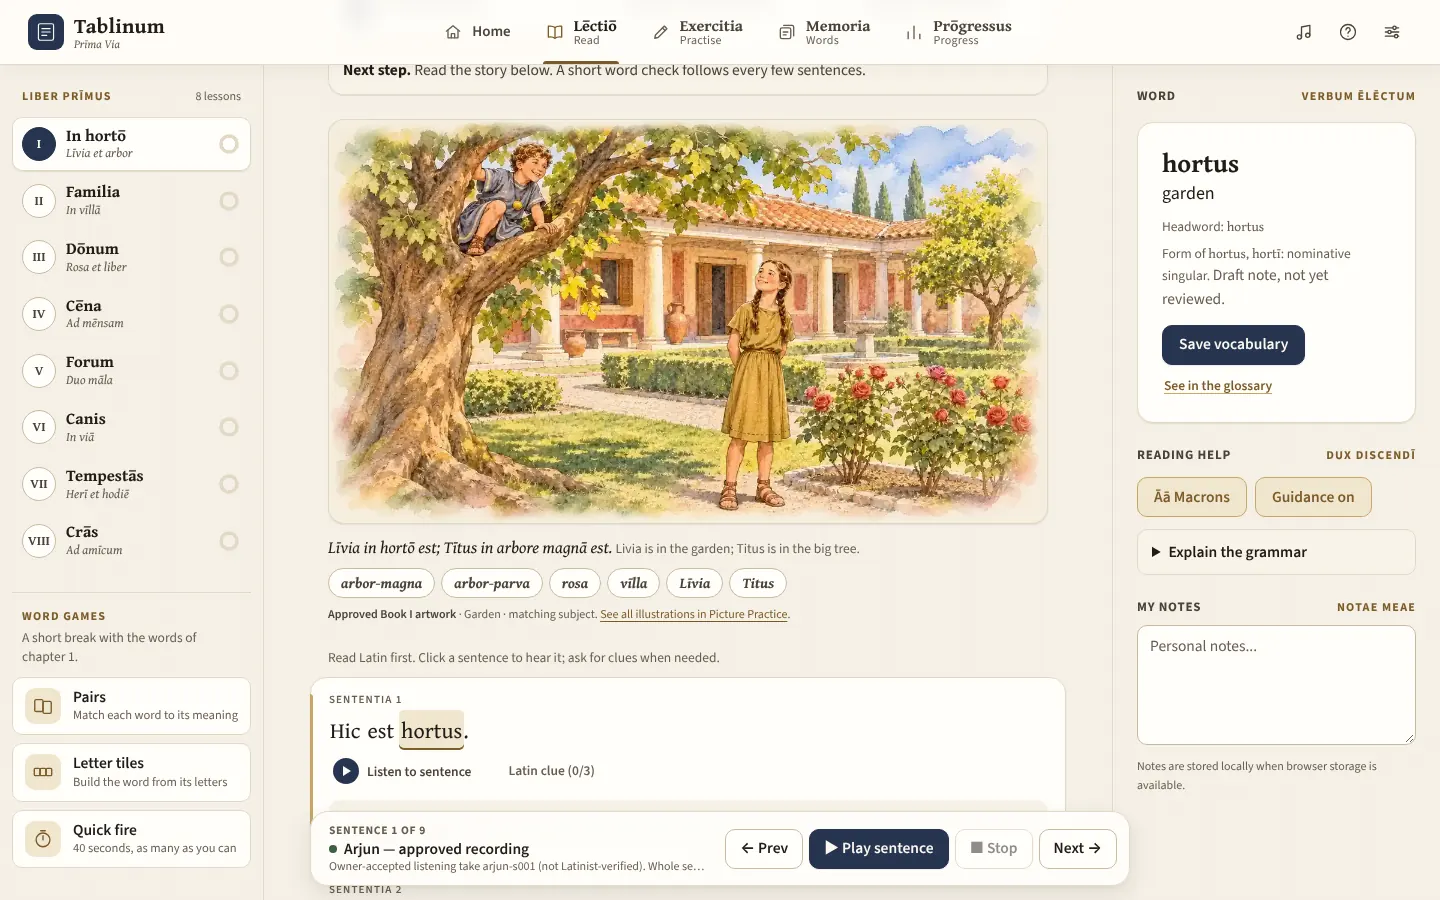 Tablinum
Prīma Via
Home
Lēctiō
Read
Exercitia
Practise
Memoria
Words
Prōgressus
Progress
LIBER PRĪMUS
8 lessons
I
In hortō
Līvia et arbor
II
Familia
In vīllā
III
Dōnum
Rosa et liber
IV
Cēna
Ad mēnsam
V
Forum
Duo māla
VI
Canis
In viā
VII
Tempestās
Herī et hodiē
VIII
Crās
Ad amīcum
WORD GAMES
A short break with the words of
chapter 1.
Pairs
Match each word to its meaning
Letter tiles
Build the word from its letters
Quick fire
40 seconds, as many as you can
Next step. Read the story below. A short word check follows every few sentences.
Līvia in hortō est; Titus in arbore magnā est. Livia is in the garden; Titus is in the big tree.
arbor-magna
arbor-parva
rosa
vīlla
Līvia
Titus
Approved Book I artwork · Garden · matching subject. See all illustrations in Picture Practice.
Read Latin first. Click a sentence to hear it; ask for clues when needed.
SENTENTIA 1
Hic est hortus.
Listen to sentence
Latin clue (0/3)
SENTENCE 1 OF 9
Arjun — approved recording
Owner-accepted listening take arjun-s001 (not Latinist-verified). Whole se…
← Prev
▶ Play sentence
■ Stop
Next →
SENTENTIA 2
WORD
VERBUM ĒLĒCTUM
hortus
garden
Headword: hortus
Form of hortus, hortī: nominative
singular. Draft note, not yet
reviewed.
Save vocabulary
See in the glossary
READING HELP
DUX DISCENDĪ
Āā Macrons
Guidance on
▶ Explain the grammar
MY NOTES
NOTAE MEAE
Personal notes...
Notes are stored locally when browser storage is
available.